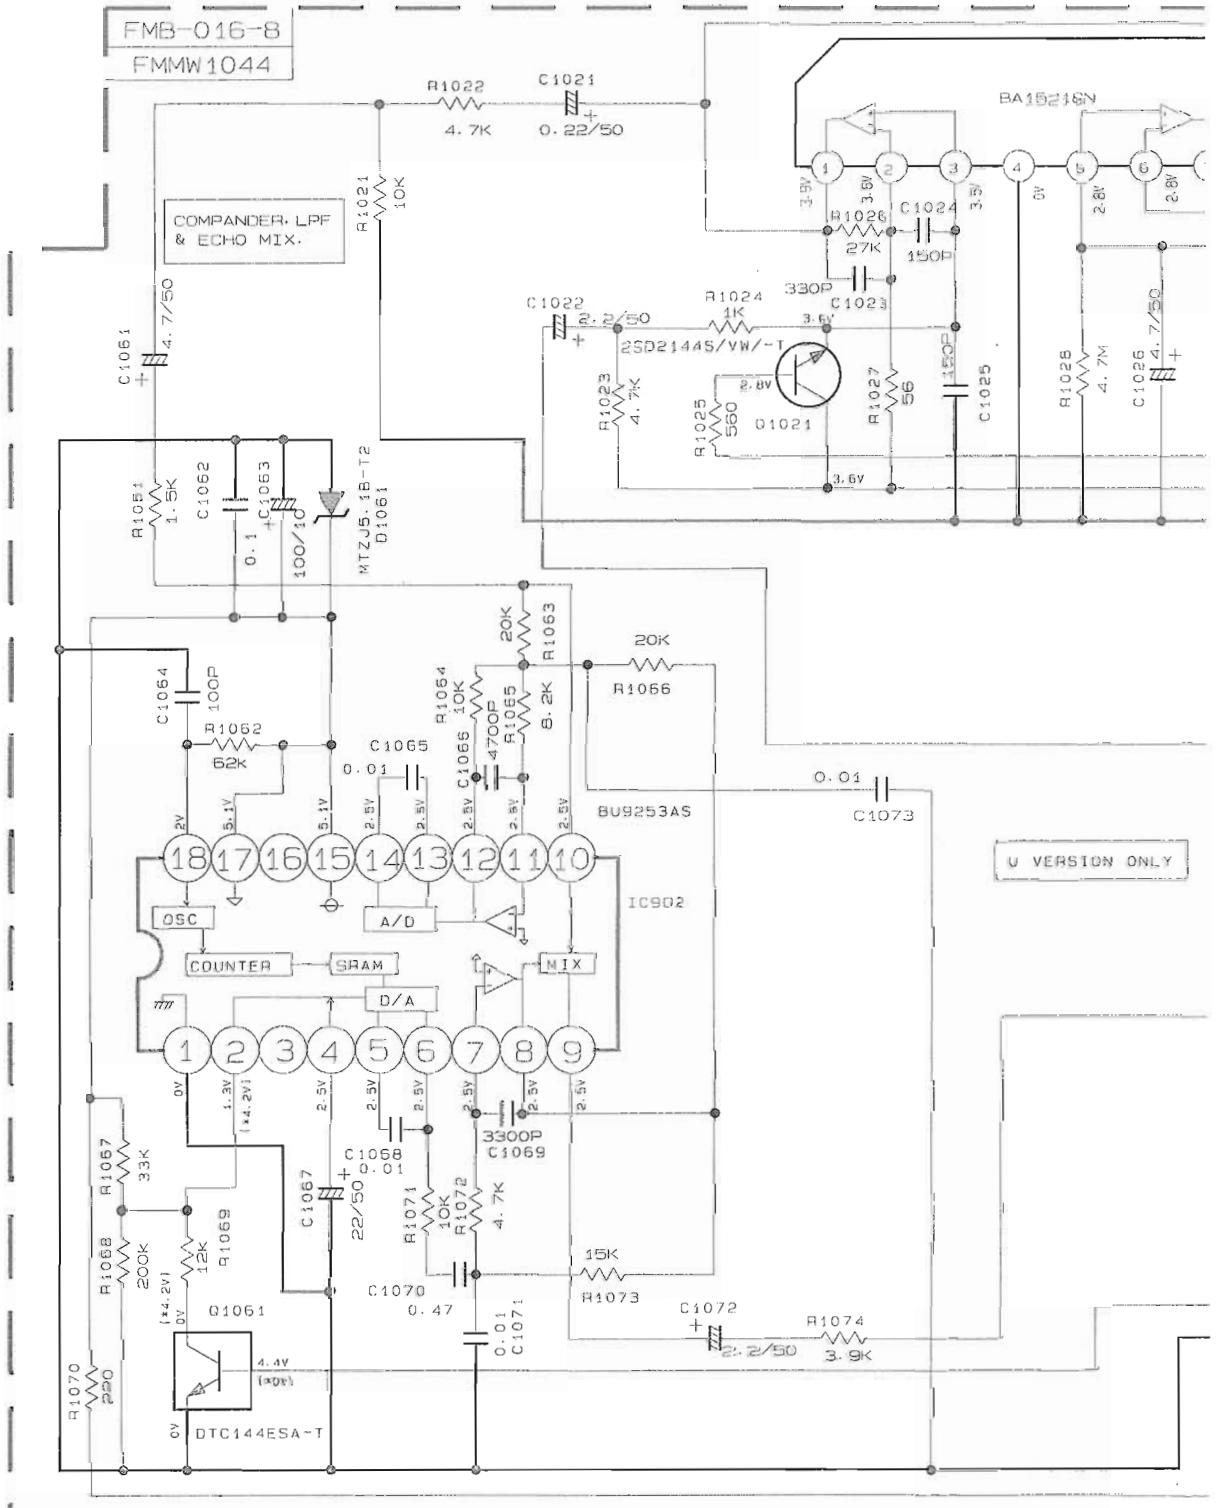 FMB-016-8
FMMW1044
R1022
4.7K
C1021
+
0.22/50
BA15218N
1
2
3
4
5
6
3.9V
3.6V
3.5V
0V
2.8V
2.8V
R1021
10K
COMPANDER. LPF
& ECHO MIX.
R1026
27K
C1024
150P
330P
C1023
C1022
2.2/50
+
R1024
1K
3.6V
2SD2144S/VW/-T
2.8V
Q1021
3.6V
R1023
4.7K
R1025
560
R1027
56
150P
C1025
R1028
4.7M
C1026
4.7/50
+
C1061
4.7/50
+
R1051
1.5K
C1062
0.1
C1063
+
100/10
MTZJ5.1B-T2
D1061
20K
R1063
20K
R1066
C1064
100P
R1062
62K
C1065
0.01
R1064
10K
C1066
4700P
R1065
8.2K
0.01
C1073
BU9253AS
2V
5.1V
5.1V
2.5V
2.5V
2.5V
2.5V
2.5V
18
17
16
15
14
13
12
11
10
U VERSION ONLY
IC902
OSC
A/D
COUNTER
SRAM
MIX
D/A
1
2
3
4
5
6
7
8
9
0V
1.3V
(*4.2V)
2.5V
2.5V
2.5V
2.5V
2.5V
2.5V
3300P
C1069
C1068
0.01
R1067
33K
C1067
+
22/50
R1071
10K
R1072
4.7K
R1068
200K
12K
R1069
(*4.2V)
0V
Q1061
C1070
0.47
0.01
C1071
15K
R1073
C1072
+
2.2/50
R1074
3.9K
4.4V
R1070
220
0V
DTC144ESA-T